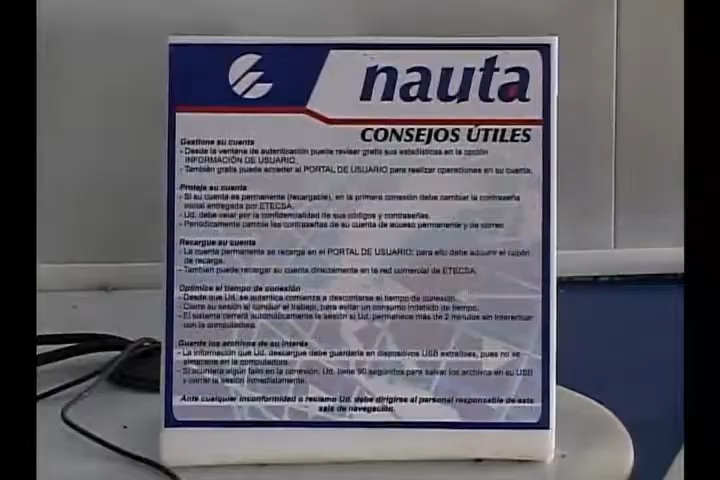 nauta
CONSEJOS ÚTILES
Gestione su cuenta
- Desde la ventana de autenticación puede revisar gratis sus estadísticas en la opción
INFORMACIÓN DE USUARIO.
- También gratis puede acceder al PORTAL DE USUARIO para realizar operaciones en su cuenta.
Proteja su cuenta
- Si su cuenta es permanente (recargable), en la primera conexión debe cambiar la contraseña
inicial entregada por ETECSA.
- Ud. debe velar por la confidencialidad de sus códigos y contraseñas.
- Periódicamente cambie las contraseñas de su cuenta de acceso permanente y de correo.
Recargue su cuenta
- La cuenta permanente se recarga en el PORTAL DE USUARIO; para ello debe adquirir el cupón
de recarga.
- También puede recargar su cuenta directamente en la red comercial de ETECSA.
Optimice el tiempo de conexión
- Desde que Ud. se autentica comienza a descontarse el tiempo de conexión.
- Cierre su sesión al concluir el trabajo, para evitar un consumo indebido de tiempo.
- El sistema cerrará automáticamente la sesión si Ud. permanece más de 2 minutos sin interactuar
con la computadora.
Guarde los archivos de su interés
- La información que Ud. descargue debe guardarla en dispositivos USB extraíbles, pues no se
almacena en la computadora.
- Si ocurriera algún fallo en la conexión, Ud. tiene 90 segundos para salvar los archivos en su USB
y cerrar la sesión inmediatamente.
Ante cualquier inconformidad o reclamo Ud. debe dirigirse al personal responsable de esta
sala de navegación.